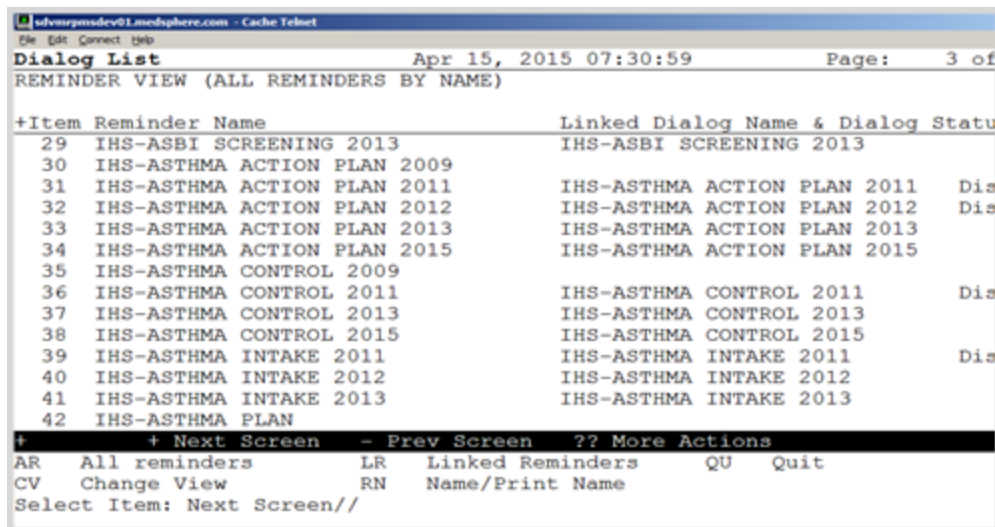 sdvmrpmsdev01.medsphere.com - Cache Telnet
File Edit Connect Help
Dialog List Apr 15, 2015 07:30:59 Page: 3 of
REMINDER VIEW (ALL REMINDERS BY NAME)
+Item Reminder Name Linked Dialog Name & Dialog Statu
29 IHS-ASBI SCREENING 2013 IHS-ASBI SCREENING 2013
30 IHS-ASTHMA ACTION PLAN 2009
31 IHS-ASTHMA ACTION PLAN 2011 IHS-ASTHMA ACTION PLAN 2011 Dis
32 IHS-ASTHMA ACTION PLAN 2012 IHS-ASTHMA ACTION PLAN 2012 Dis
33 IHS-ASTHMA ACTION PLAN 2013 IHS-ASTHMA ACTION PLAN 2013
34 IHS-ASTHMA ACTION PLAN 2015 IHS-ASTHMA ACTION PLAN 2015
35 IHS-ASTHMA CONTROL 2009
36 IHS-ASTHMA CONTROL 2011 IHS-ASTHMA CONTROL 2011 Dis
37 IHS-ASTHMA CONTROL 2013 IHS-ASTHMA CONTROL 2013
38 IHS-ASTHMA CONTROL 2015 IHS-ASTHMA CONTROL 2015
39 IHS-ASTHMA INTAKE 2011 IHS-ASTHMA INTAKE 2011 Dis
40 IHS-ASTHMA INTAKE 2012 IHS-ASTHMA INTAKE 2012
41 IHS-ASTHMA INTAKE 2013 IHS-ASTHMA INTAKE 2013
42 IHS-ASTHMA PLAN
+ + Next Screen - Prev Screen ?? More Actions
AR All reminders LR Linked Reminders QU Quit
CV Change View RN Name/Print Name
Select Item: Next Screen//